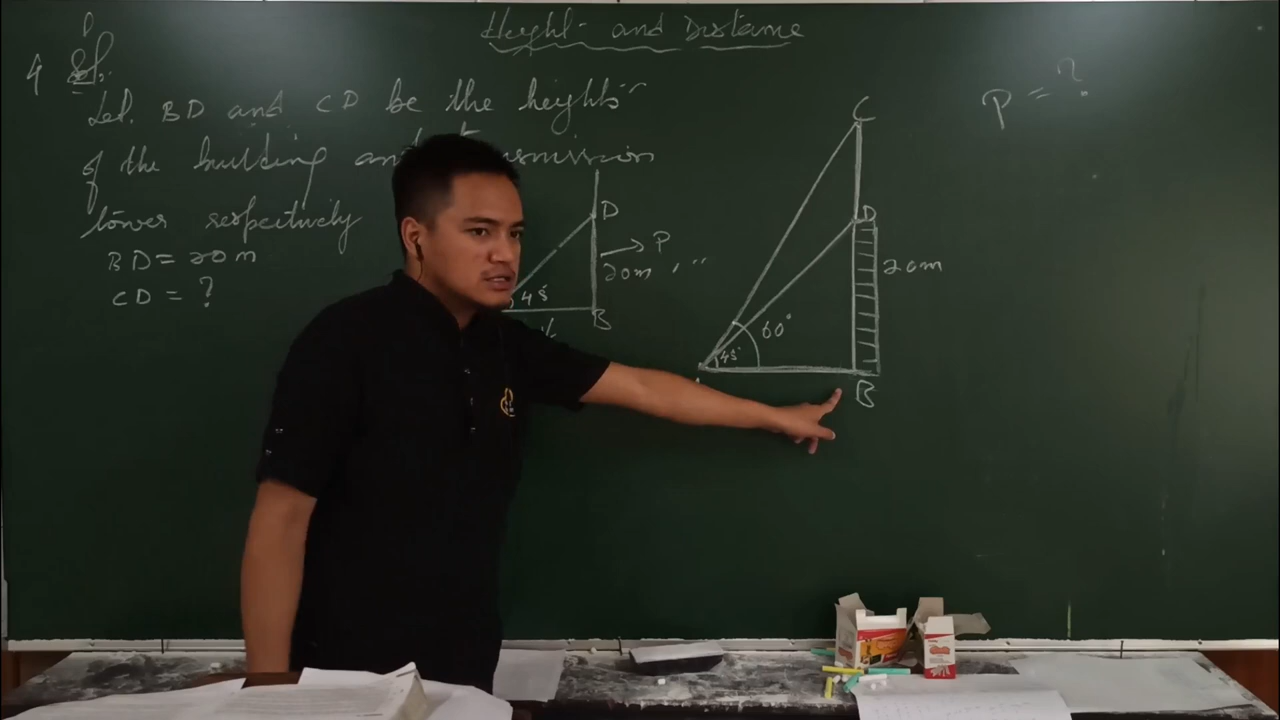 Height and Distance
4 Sol.
Let BD and CD be the heights
of the building and
tower respectively
BD = 20 m
CD = ?
D
P
20m
45°
B
C
D
20m
60°
45°
B
P = ?